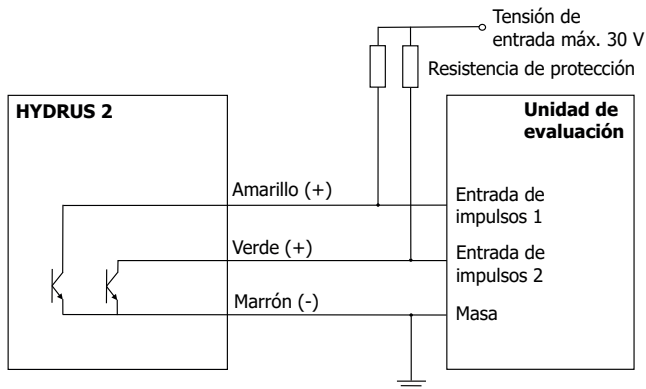 Tensión de
entrada máx. 30 V
Resistencia de protección
HYDRUS 2
Unidad de
evaluación
Amarillo (+)
Entrada de
impulsos 1
Verde (+)
Entrada de
impulsos 2
Marrón (-)
Masa